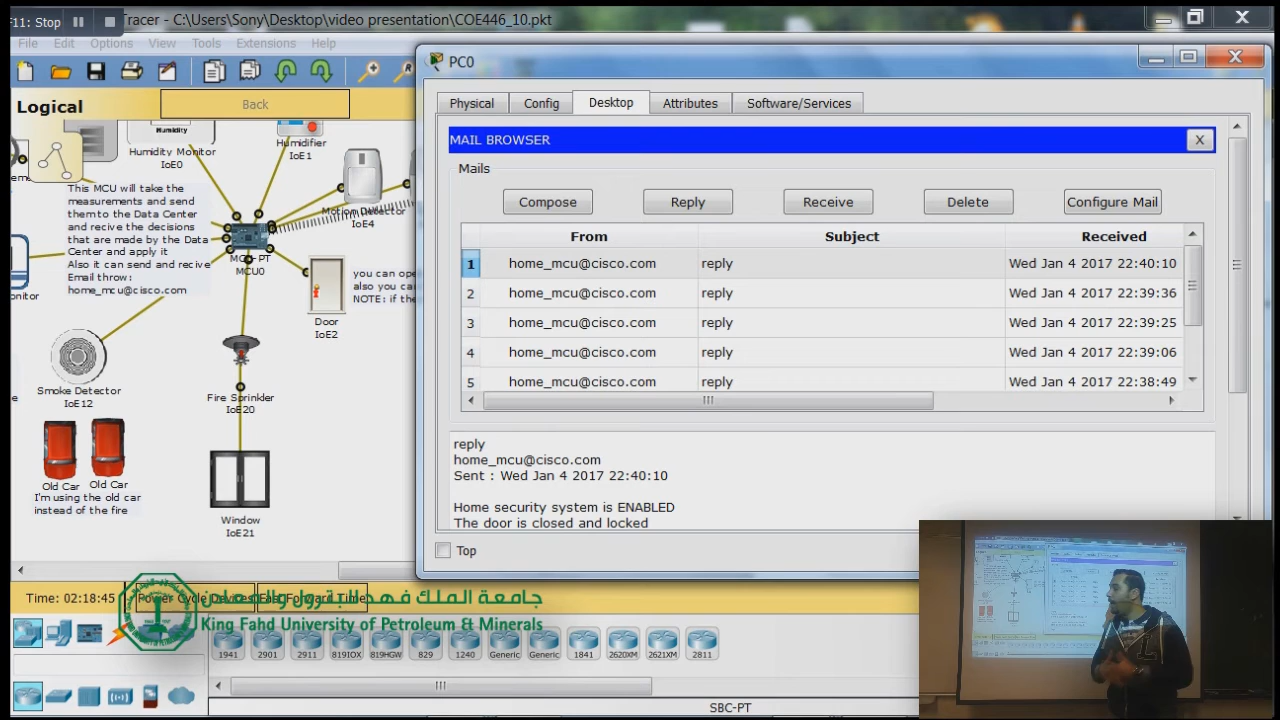 F11: Stop
Tracer - C:\Users\Sony\Desktop\video presentation\COE446_10.pkt
File Edit Options View Tools Extensions Help
Logical
Back
Humidity
Humidity Monitor
IoE0
Humidifier
IoE1
This MCU will take the
measurements and send
them to the Data Center
and recive the decisions
that are made by the Data
Center and apply it
Also it can send and recive
Email throw:
home_mcu@cisco.com
Motion Detector
IoE4
MCU-PT
MCU0
Door
IoE2
you can ope
also you ca
NOTE: if the
onitor
Smoke Detector
IoE12
Fire Sprinkler
IoE20
Old Car
Old Car
I'm using the old car
instead of the fire
Window
IoE21
PC0
Physical Config Desktop Attributes Software/Services
MAIL BROWSER
X
Mails
Compose Reply Receive Delete Configure Mail
From Subject Received
1 home_mcu@cisco.com reply Wed Jan 4 2017 22:40:10
2 home_mcu@cisco.com reply Wed Jan 4 2017 22:39:36
3 home_mcu@cisco.com reply Wed Jan 4 2017 22:39:25
4 home_mcu@cisco.com reply Wed Jan 4 2017 22:39:06
5 home_mcu@cisco.com reply Wed Jan 4 2017 22:38:49
reply
home_mcu@cisco.com
Sent : Wed Jan 4 2017 22:40:10
Home security system is ENABLED
The door is closed and locked
Top
Time: 02:18:45 Power Cycle Devices Fast Forward Time
جامعة الملك فهد للبترول والمعادن
King Fahd University of Petroleum & Minerals
1941 2901 2911 819IOX 819HGW 829 1240 Generic Generic 1841 2620XM 2621XM 2811
SBC-PT